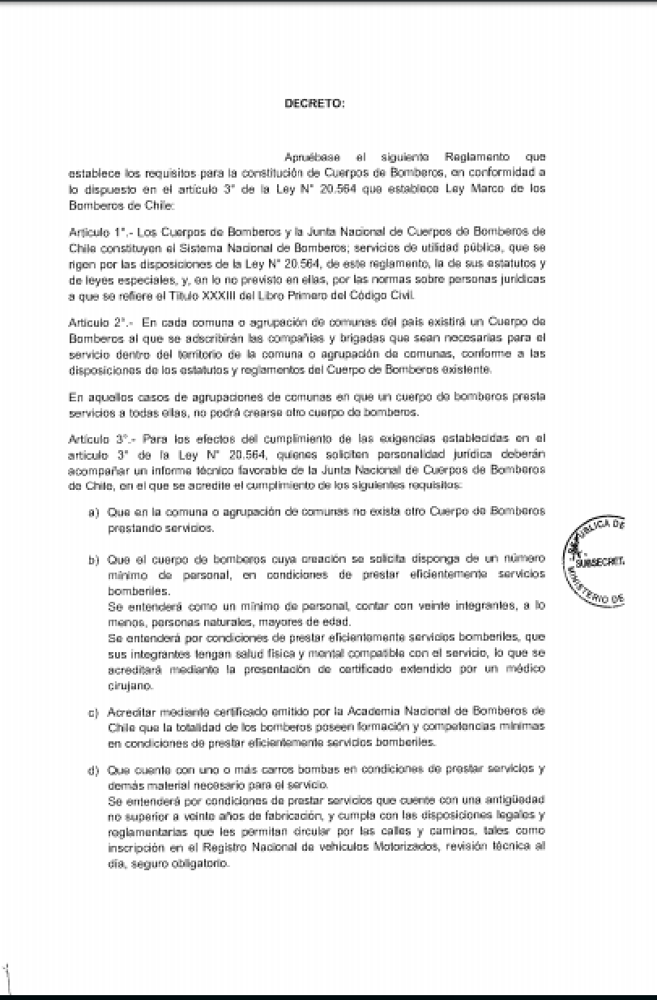 DECRETO:
Apruébase el siguiente Reglamento que
establece los requisitos para la constitución de Cuerpos de Bomberos, en conformidad a
lo dispuesto en el artículo 3° de la Ley N° 20.564 que establece Ley Marco de los
Bomberos de Chile:
Artículo 1°.- Los Cuerpos de Bomberos y la Junta Nacional de Cuerpos de Bomberos de
Chile constituyen el Sistema Nacional de Bomberos; servicios de utilidad pública, que se
rigen por las disposiciones de la Ley N° 20.564, de este reglamento, la de sus estatutos y
de leyes especiales, y, en lo no previsto en ellas, por las normas sobre personas jurídicas
a que se refiere el Título XXXIII del Libro Primero del Código Civil.
Artículo 2°.- En cada comuna o agrupación de comunas del país existirá un Cuerpo de
Bomberos al que se adscribirán las compañías y brigadas que sean necesarias para el
servicio dentro del territorio de la comuna o agrupación de comunas, conforme a las
disposiciones de los estatutos y reglamentos del Cuerpo de Bomberos existente.
En aquellos casos de agrupaciones de comunas en que un cuerpo de bomberos presta
servicios a todas ellas, no podrá crearse otro cuerpo de bomberos.
Artículo 3°.- Para los efectos del cumplimiento de las exigencias establecidas en el
artículo 3° de la Ley N° 20.564, quienes soliciten personalidad jurídica deberán
acompañar un informe técnico favorable de la Junta Nacional de Cuerpos de Bomberos
de Chile, en el que se acredite el cumplimiento de los siguientes requisitos:
a) Que en la comuna o agrupación de comunas no exista otro Cuerpo de Bomberos
prestando servicios.
b) Que el cuerpo de bomberos cuya creación se solicita disponga de un número
mínimo de personal, en condiciones de prestar eficientemente servicios
bomberiles.
Se entenderá como un mínimo de personal, contar con veinte integrantes, a lo
menos, personas naturales, mayores de edad.
Se entenderá por condiciones de prestar eficientemente servicios bomberiles, que
sus integrantes tengan salud física y mental compatible con el servicio, lo que se
acreditará mediante la presentación de certificado extendido por un médico
cirujano.
c) Acreditar mediante certificado emitido por la Academia Nacional de Bomberos de
Chile que la totalidad de los bomberos poseen formación y competencias mínimas
en condiciones de prestar eficientemente servicios bomberiles.
d) Que cuente con uno o más carros bombas en condiciones de prestar servicios y
demás material necesario para el servicio.
Se entenderá por condiciones de prestar servicios que cuente con una antigüedad
no superior a veinte años de fabricación, y cumpla con las disposiciones legales y
reglamentarias que les permitan circular por las calles y caminos, tales como
inscripción en el Registro Nacional de vehículos Motorizados, revisión técnica al
día, seguro obligatorio.
REPUBLICA DE
SUBSECRETA
MINISTERIO DE